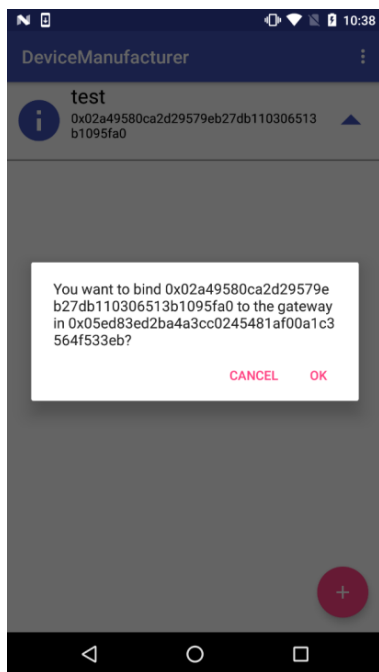 10:38
DeviceManufacturer
test
0x02a49580ca2d29579eb27db110306513
b1095fa0
You want to bind 0x02a49580ca2d29579e
b27db110306513b1095fa0 to the gateway
in 0x05ed83ed2ba4a3cc0245481af00a1c3
564f533eb?
CANCEL OK